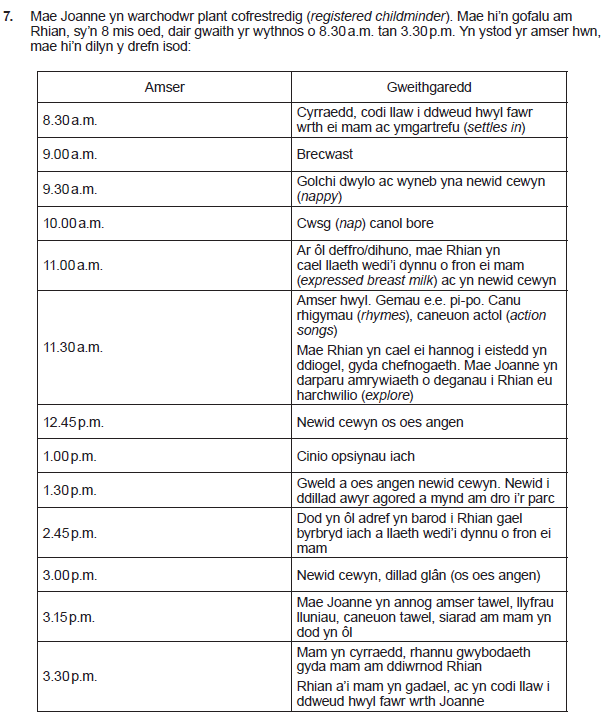 7. Mae Joanne yn warchodwr plant cofrestredig (registered childminder). Mae hi'n gofalu am
Rhian, sy'n 8 mis oed, dair gwaith yr wythnos o 8.30 a.m. tan 3.30 p.m. Yn ystod yr amser hwn,
mae hi'n dilyn y drefn isod:
Amser Gweithgaredd
8.30 a.m.
Cyrraedd, codi llaw i ddweud hwyl fawr
wrth ei mam ac ymgartrefu (settles in)
9.00 a.m. Brecwast
9.30 a.m.
Golchi dwylo ac wyneb yna newid cewyn
(nappy)
10.00 a.m. Cwsg (nap) canol bore
11.00 a.m.
Ar ôl deffro/dihuno, mae Rhian yn
cael llaeth wedi'i dynnu o fron ei mam
(expressed breast milk) ac yn newid cewyn
11.30 a.m.
Amser hwyl. Gemau e.e. pi-po. Canu
rhigymau (rhymes), caneuon actol (action
songs)
Mae Rhian yn cael ei hannog i eistedd yn
ddiogel, gyda chefnogaeth. Mae Joanne yn
darparu amrywiaeth o deganau i Rhian eu
harchwilio (explore)
12.45 p.m. Newid cewyn os oes angen
1.00 p.m. Cinio opsiynau iach
1.30 p.m.
Gweld a oes angen newid cewyn. Newid i
ddillad awyr agored a mynd am dro i'r parc
2.45 p.m.
Dod yn ôl adref yn barod i Rhian gael
byrbryd iach a llaeth wedi'i dynnu o fron ei
mam
3.00 p.m. Newid cewyn, dillad glân (os oes angen)
3.15 p.m.
Mae Joanne yn annog amser tawel, llyfrau
lluniau, caneuon tawel, siarad am mam yn
dod yn ôl
3.30 p.m.
Mam yn cyrraedd, rhannu gwybodaeth
gyda mam am ddiwrnod Rhian
Rhian a'i mam yn gadael, ac yn codi llaw i
ddweud hwyl fawr wrth Joanne